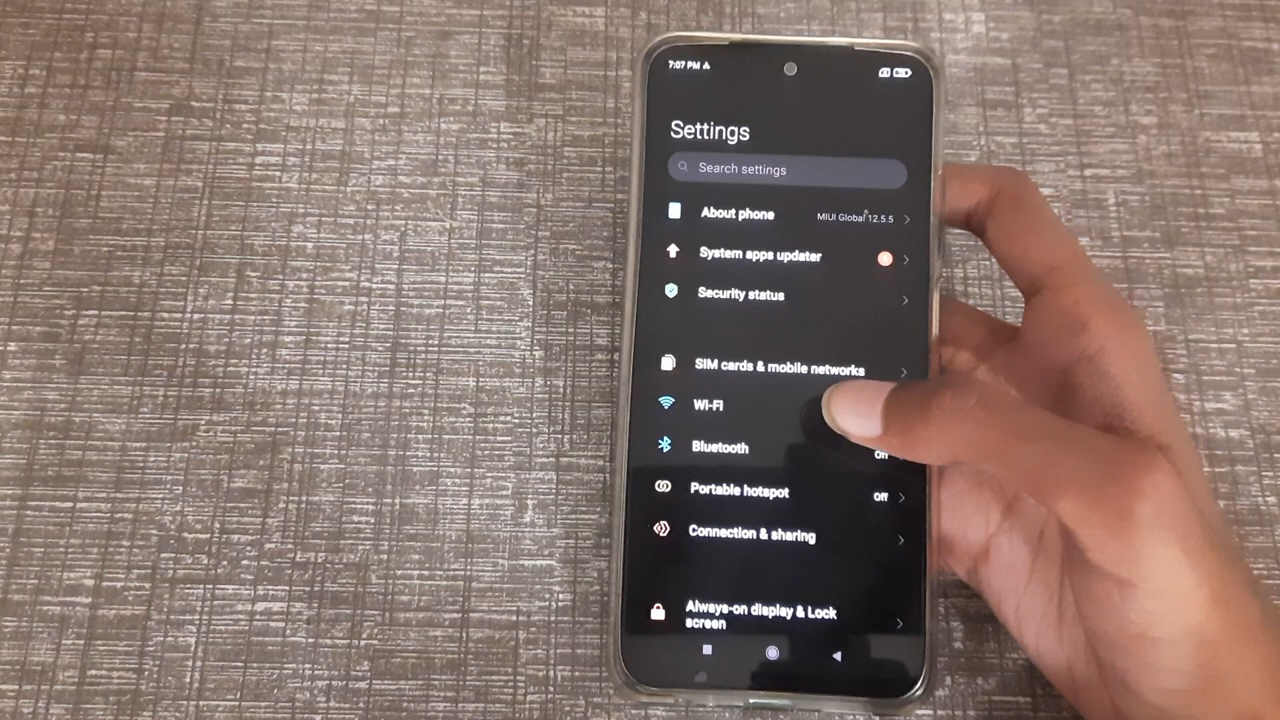 7:07 PM
Settings
Search settings
About phone
MIUI Global 12.5.5
System apps updater
1
Security status
SIM cards & mobile networks
Wi-Fi
Bluetooth
Off
Portable hotspot
Off
Connection & sharing
Always-on display & Lock
screen